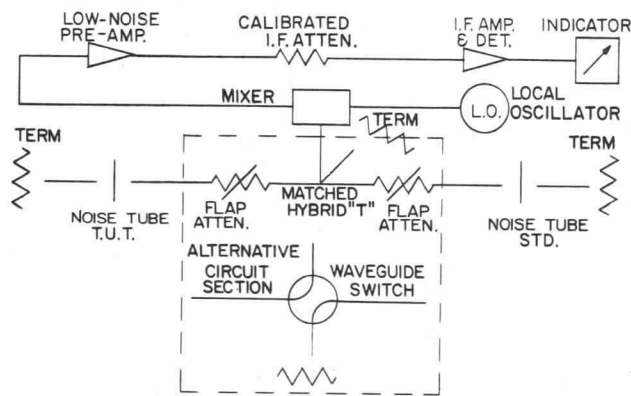 LOW-NOISE
PRE-AMP.
CALIBRATED
I.F. ATTEN.
I.F. AMP.
& DET.
INDICATOR
MIXER
L.O.
LOCAL
OSCILLATOR
TERM
TERM
TERM
NOISE TUBE
T.U.T.
FLAP
ATTEN.
MATCHED
HYBRID "T"
FLAP
ATTEN.
NOISE TUBE
STD.
ALTERNATIVE
CIRCUIT
SECTION
WAVEGUIDE
SWITCH